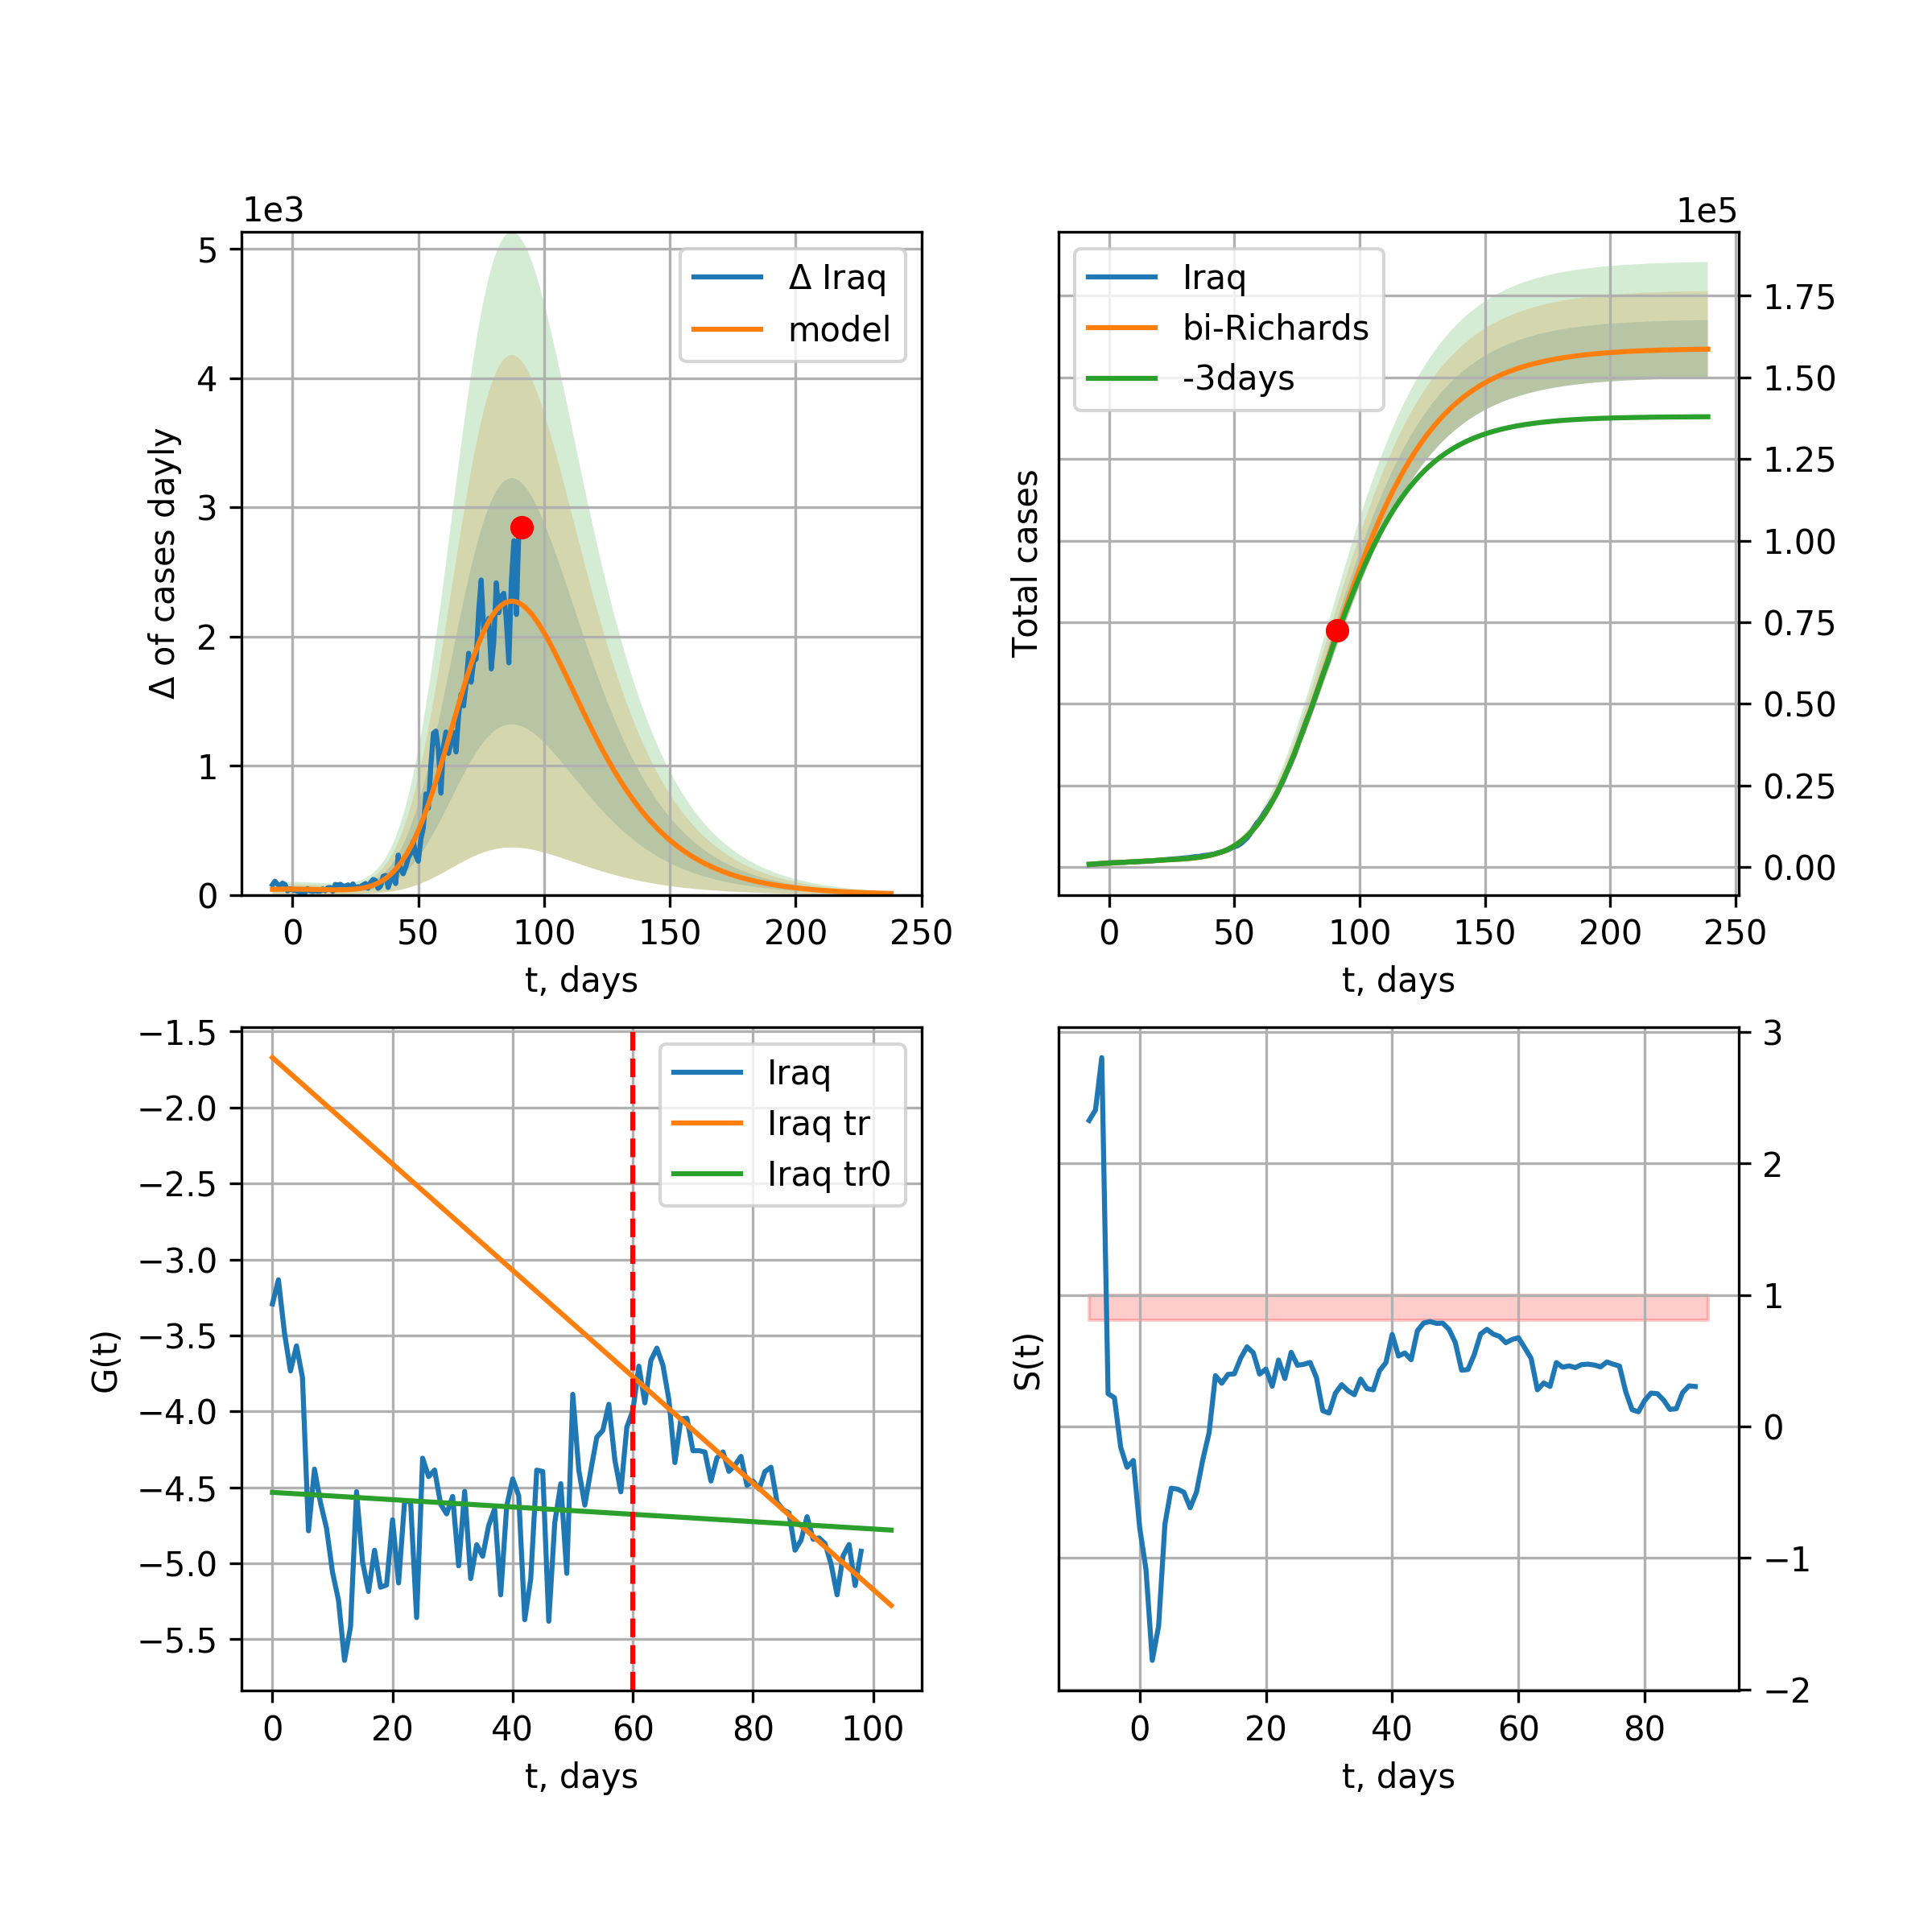 1e3
5
4
3
2
1
0
Δ of cases dayly
Δ Iraq
model
0
50
100
150
200
250
t, days
1e5
Iraq
bi-Richards
-3days
Total cases
1.75
1.50
1.25
1.00
0.75
0.50
0.25
0.00
0
50
100
150
200
250
t, days
−1.5
−2.0
−2.5
−3.0
−3.5
−4.0
−4.5
−5.0
−5.5
G(t)
Iraq
Iraq tr
Iraq tr0
0
20
40
60
80
100
t, days
S(t)
3
2
1
0
−1
−2
0
20
40
60
80
t, days